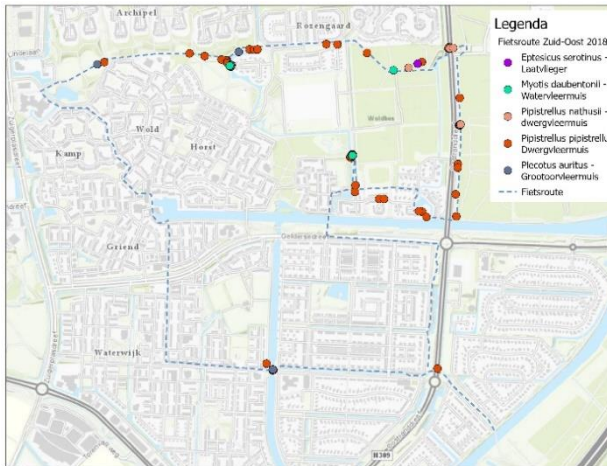 Archipel
Rozengaard
Legenda
Fietsroute Zuid-Oost 2018
Eptesicus serotinus -
Laatvlieger
Myotis daubentonii -
Watervleermuis
Pipistrellus nathusii -
dwergvleermuis
Pipistrellus pipistrellu
Dwergvleermuis
Plecotus auritus -
Grootoorvleermuis
Fietsroute
Wold
Horst
Kamp
Griend
Waterwijk
N309